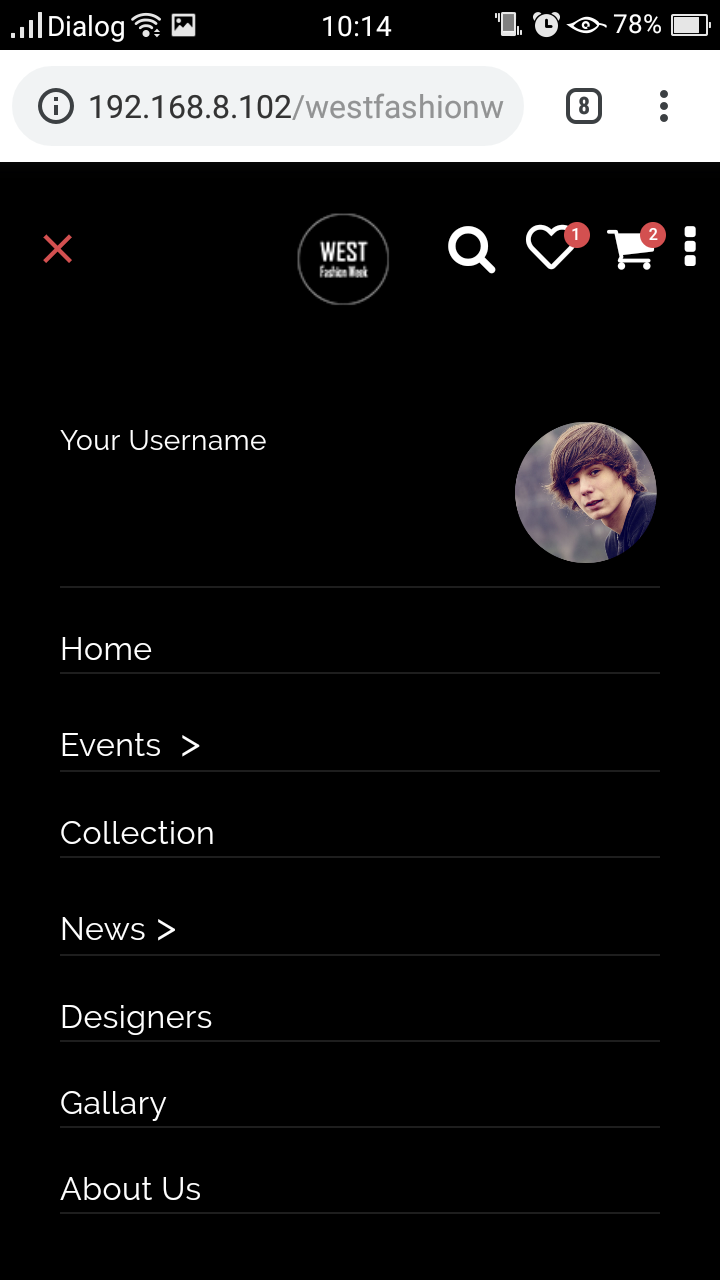 Dialog 10:14 78%
192.168.8.102/westfashionw 8
WEST
Fashion Week
1
2
Your Username
Home
Events >
Collection
News >
Designers
Gallary
About Us